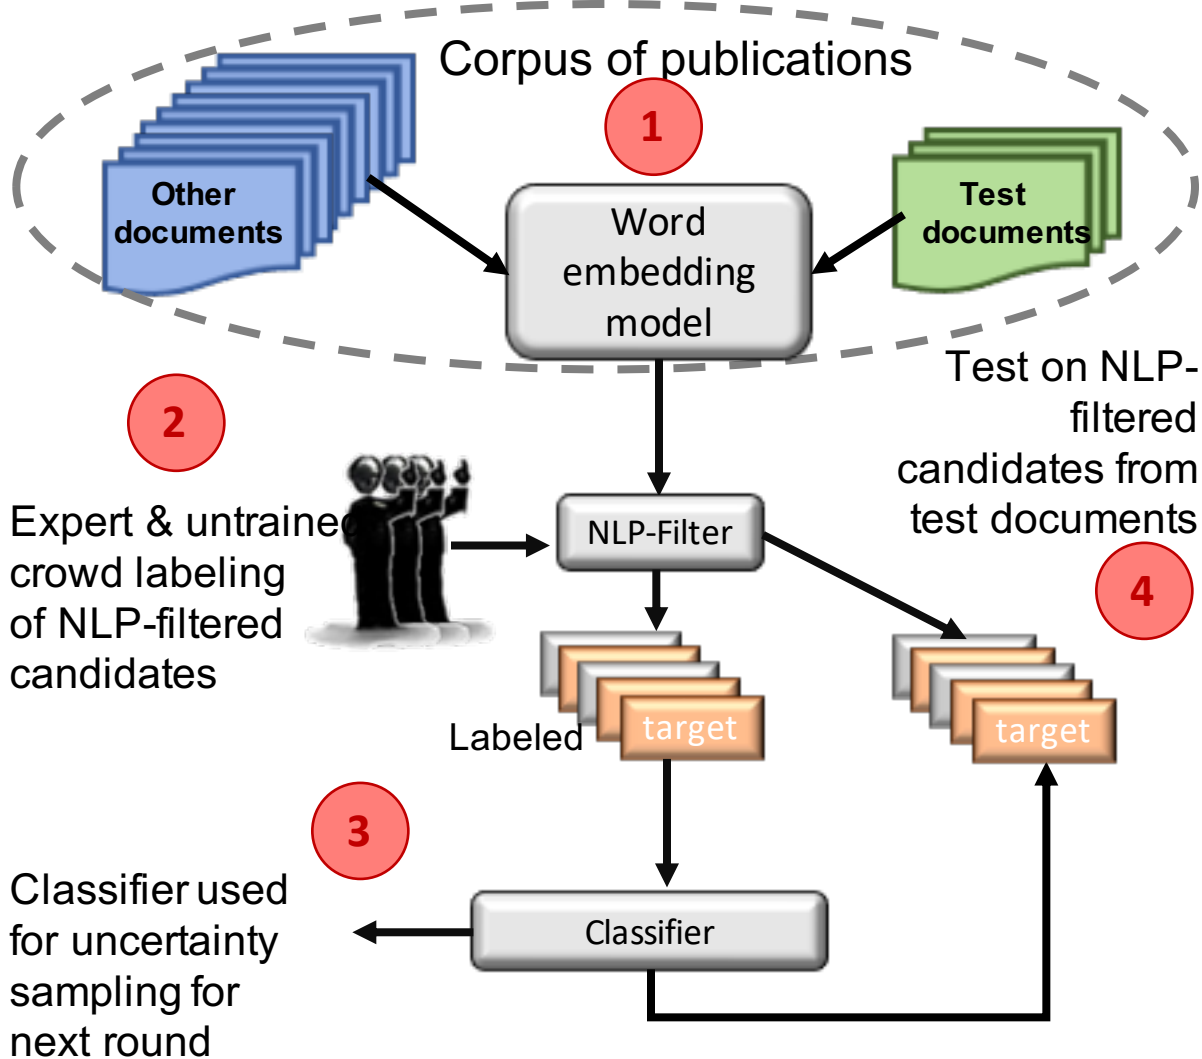 Corpus of publications
1
Other
documents
Test
documents
Word
embedding
model
2
Expert & untrained
crowd labeling
of NLP-filtered
candidates
NLP-Filter
Test on NLP-
filtered
candidates from
test documents
4
Labeled
target
target
3
Classifier used
for uncertainty
sampling for
next round
Classifier